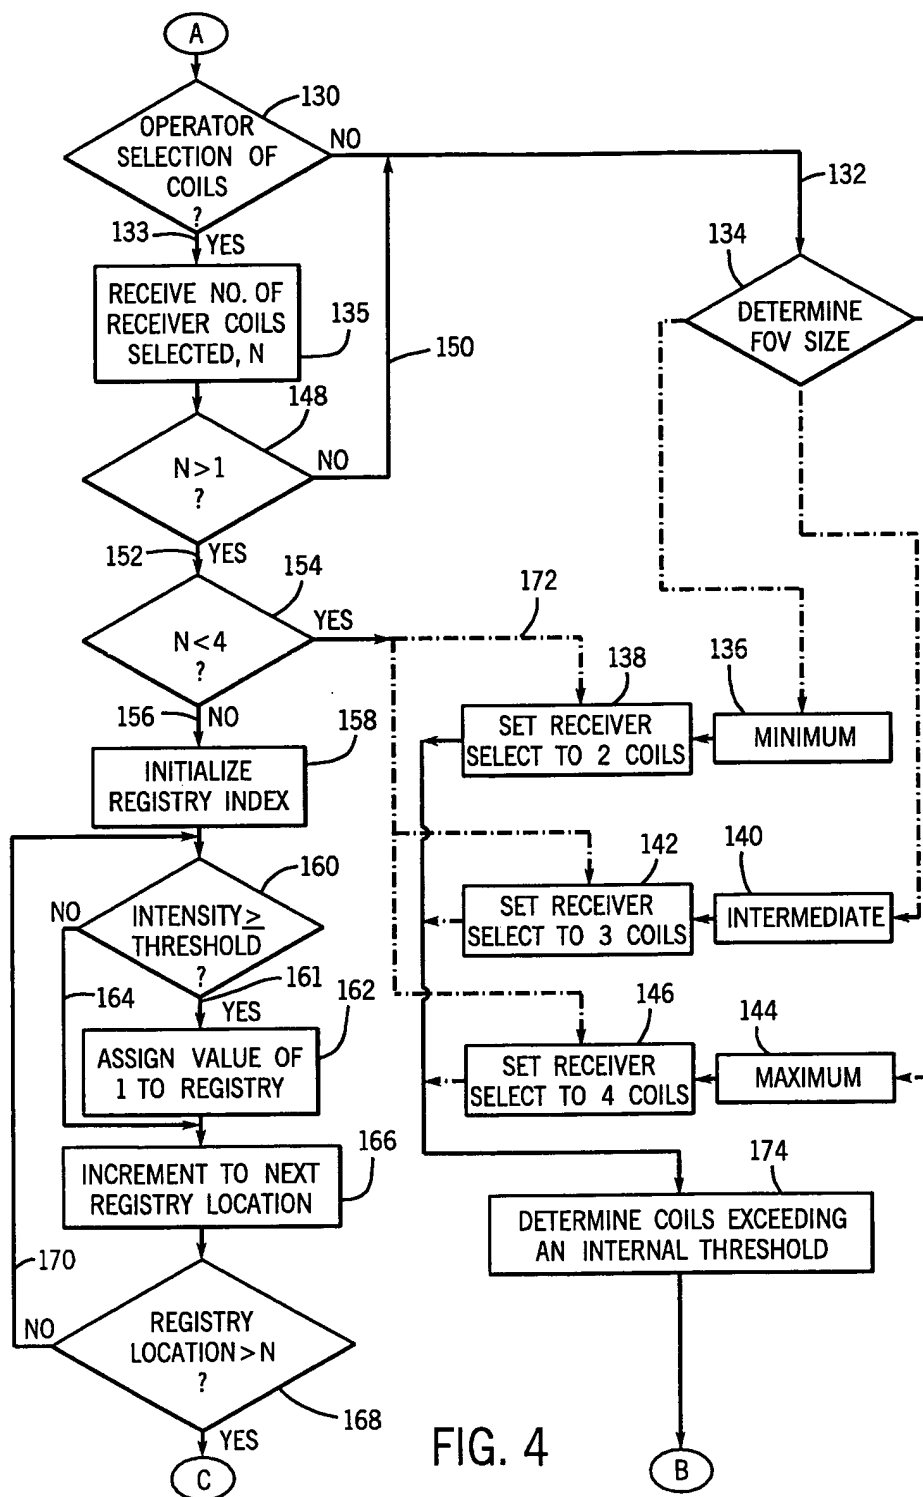 A
130
OPERATOR
SELECTION OF
COILS
?
NO
132
133
YES
134
DETERMINE
FOV SIZE
RECEIVE NO. OF
RECEIVER COILS
SELECTED, N
135
150
148
N>1
?
NO
152
YES
154
N<4
?
YES
172
156
NO
138
SET RECEIVER
SELECT TO 2 COILS
136
MINIMUM
158
INITIALIZE
REGISTRY INDEX
160
NO
INTENSITY ≥
THRESHOLD
?
161
164
YES
142
SET RECEIVER
SELECT TO 3 COILS
140
INTERMEDIATE
162
ASSIGN VALUE OF
1 TO REGISTRY
146
SET RECEIVER
SELECT TO 4 COILS
144
MAXIMUM
166
INCREMENT TO NEXT
REGISTRY LOCATION
174
DETERMINE COILS EXCEEDING
AN INTERNAL THRESHOLD
170
NO
REGISTRY
LOCATION>N
?
168
YES
C
FIG. 4
B